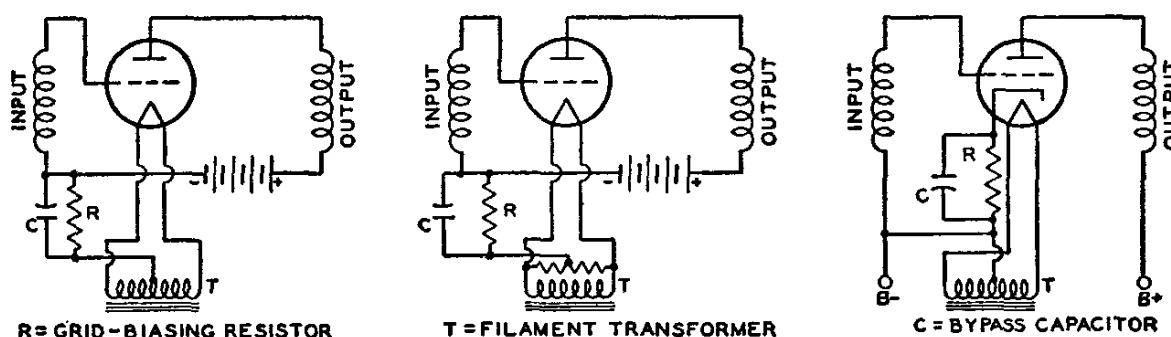 INPUT
OUTPUT
C
R
- +
T
R = GRID-BIASING RESISTOR
INPUT
OUTPUT
C
R
- +
T
T = FILAMENT TRANSFORMER
INPUT
OUTPUT
R
C
T
B-
B+
C = BYPASS CAPACITOR